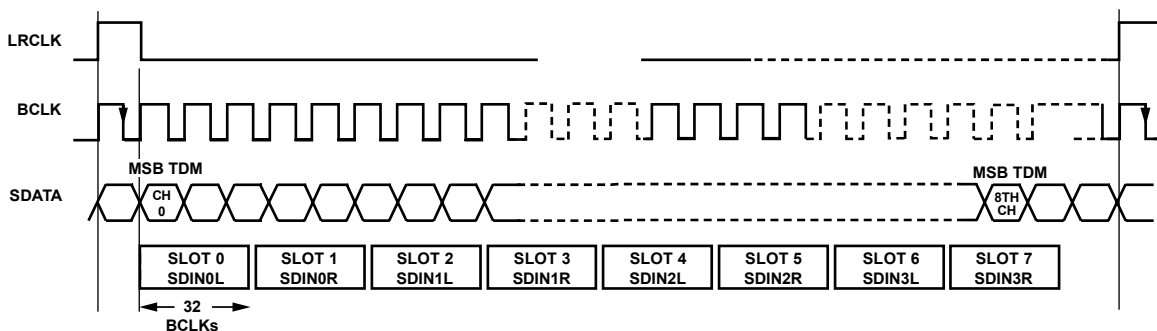 LRCLK
BCLK
MSB TDM
MSB TDM
SDATA
CH
0
8TH
CH
SLOT 0
SDIN0L
SLOT 1
SDIN0R
SLOT 2
SDIN1L
SLOT 3
SDIN1R
SLOT 4
SDIN2L
SLOT 5
SDIN2R
SLOT 6
SDIN3L
SLOT 7
SDIN3R
32
BCLKs